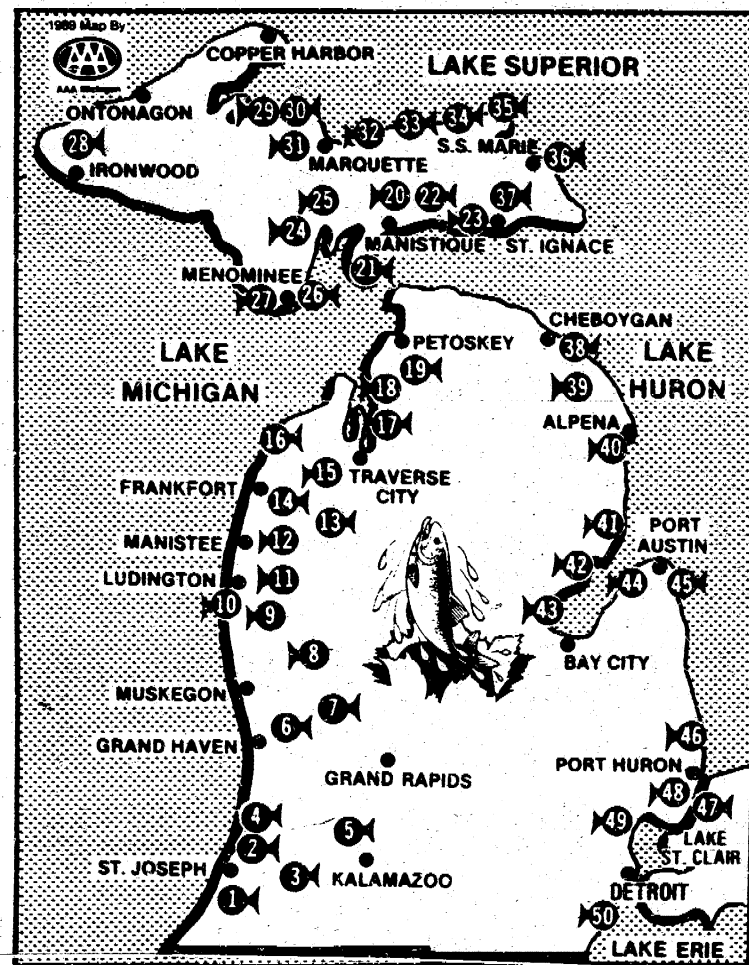 1989 Map By
AAA Michigan
COPPER HARBOR
LAKE SUPERIOR
ONTONAGON
29 30
35
34
33
32
28
31
S.S. MARIE
36
MARQUETTE
IRONWOOD
25
20 22
37
23
24
MANISTIQUE
ST. IGNACE
21
MENOMINEE
27
26
CHEBOYGAN
PETOSKEY
38
LAKE
MICHIGAN
LAKE
HURON
19
18
39
17
ALPENA
16
40
15
TRAVERSE
CITY
FRANKFORT
14
13
41
PORT
AUSTIN
MANISTEE
12
42
LUDINGTON
11
44
45
10
9
43
8
BAY CITY
MUSKEGON
7
6
46
GRAND HAVEN
PORT HURON
GRAND RAPIDS
48
47
4
49
5
2
LAKE
ST. CLAIR
ST. JOSEPH
3
KALAMAZOO
DETROIT
1
50
LAKE ERIE